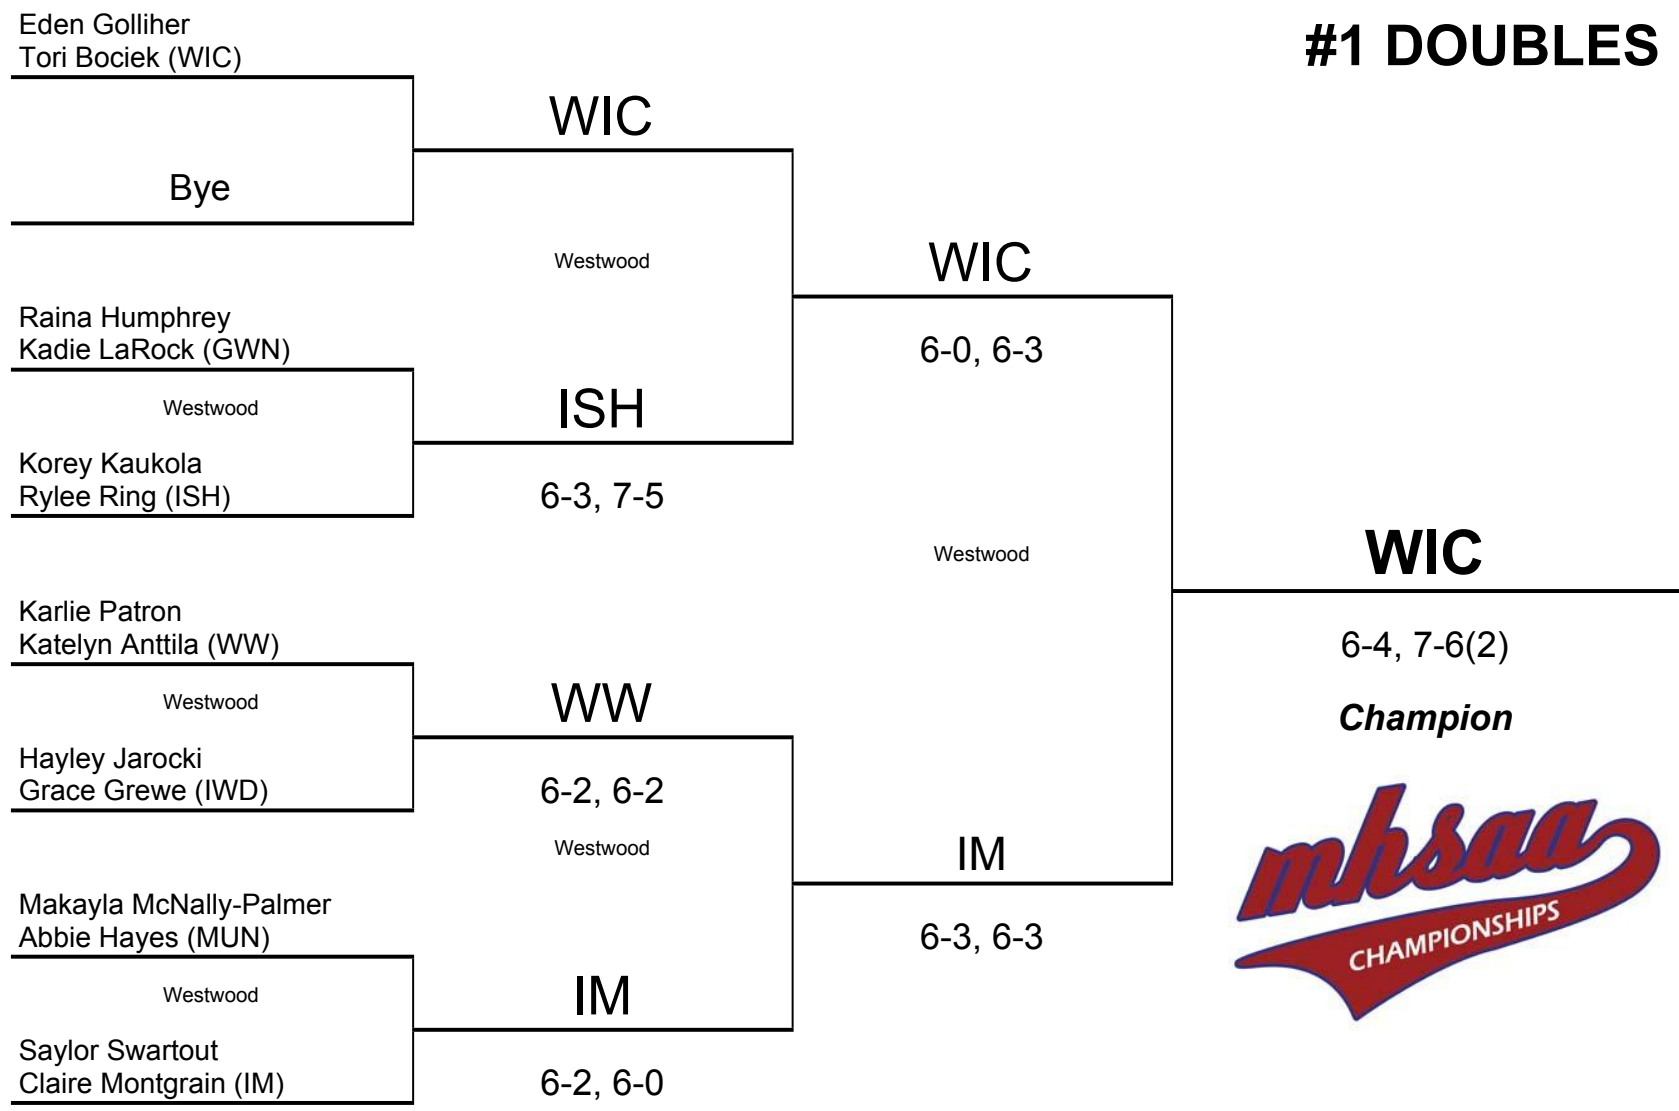 #1 DOUBLES
Eden Golliher
Tori Bociek (WIC)
Bye
Raina Humphrey
Kadie LaRock (GWN)
Westwood
Korey Kaukola
Rylee Ring (ISH)
Karlie Patron
Katelyn Anttila (WW)
Westwood
Hayley Jarocki
Grace Grewe (IWD)
Makayla McNally-Palmer
Abbie Hayes (MUN)
Westwood
Saylor Swartout
Claire Montgrain (IM)
WIC
Westwood
ISH
6-3, 7-5
WW
6-2, 6-2
Westwood
IM
6-2, 6-0
WIC
6-0, 6-3
Westwood
IM
6-3, 6-3
WIC
6-4, 7-6(2)
Champion
mhsaa
CHAMPIONSHIPS